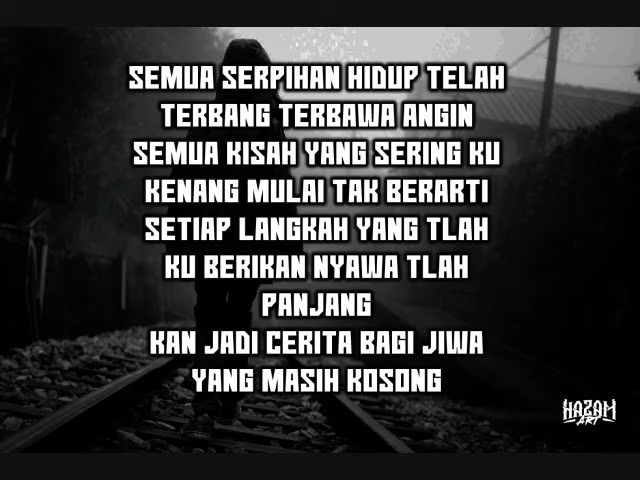 SEMUA SERPIHAN HIDUP TELAH
TERBANG TERBAWA ANGIN
SEMUA KISAH YANG SERING KU
KENANG MULAI TAK BERARTI
SETIAP LANGKAH YANG TLAH
KU BERIKAN NYAWA TLAH
PANJANG
KAN JADI CERITA BAGI JIWA
YANG MASIH KOSONG
HAZAM
ART